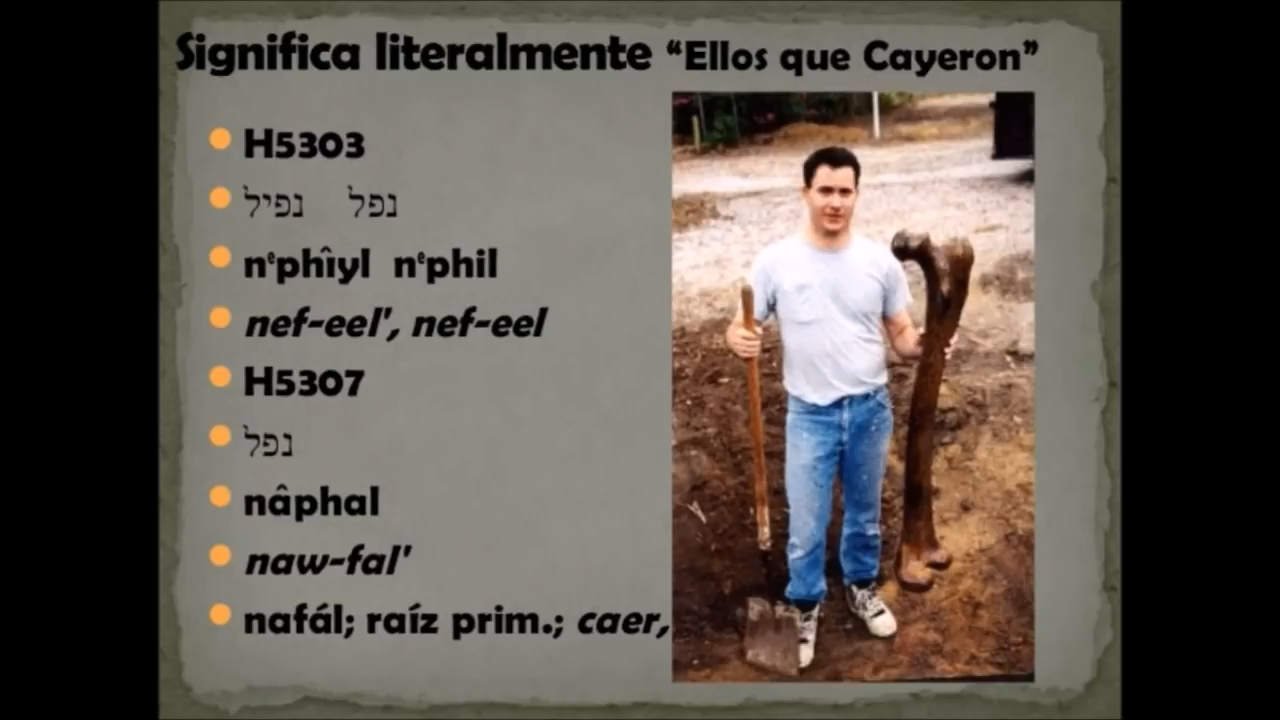 Significa literalmente “Ellos que Cayeron”
H5303
נפיל נפל
nᵉphîyl nᵉphil
nef-eel', nef-eel
H5307
נפל
nâphal
naw-fal'
nafál; raíz prim.; caer,